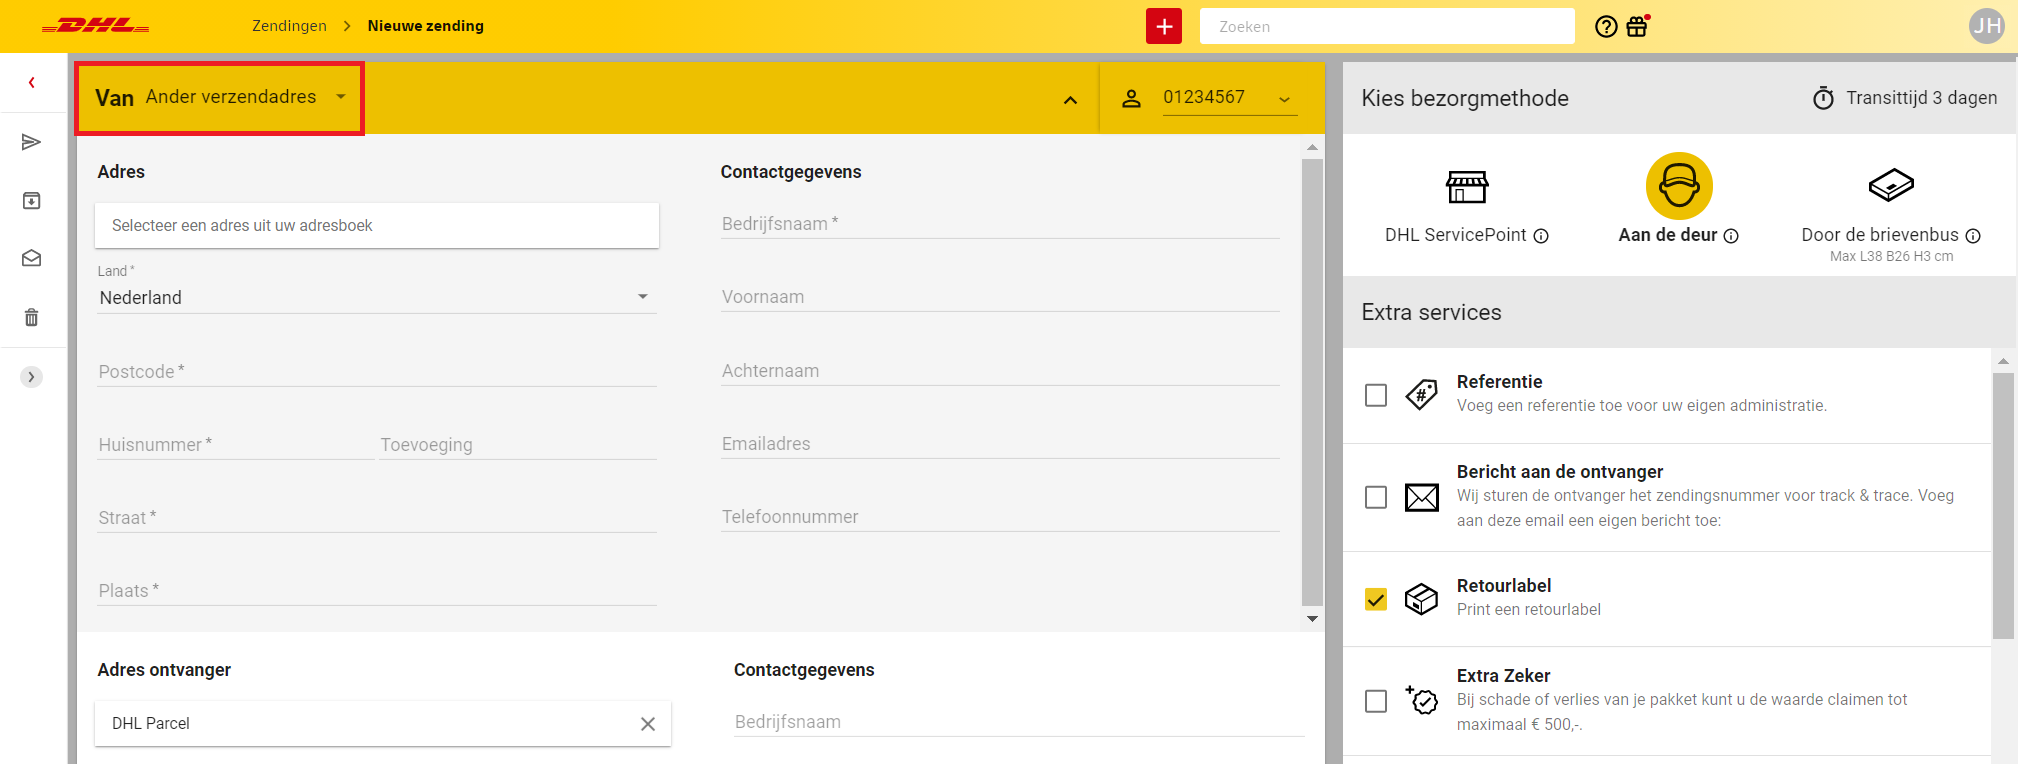 DHL
Zendingen > Nieuwe zending
Zoeken
JH
Van Ander verzendadres
01234567
Adres
Selecteer een adres uit uw adresboek
Land *
Nederland
Postcode *
Huisnummer * Toevoeging
Straat *
Plaats *
Contactgegevens
Bedrijfsnaam *
Voornaam
Achternaam
Emailadres
Telefoonnummer
Adres ontvanger
DHL Parcel
Contactgegevens
Bedrijfsnaam
Kies bezorgmethode
Transittijd 3 dagen
DHL ServicePoint
Aan de deur
Door de brievenbus
Max L38 B26 H3 cm
Extra services
Referentie
Voeg een referentie toe voor uw eigen administratie.
Bericht aan de ontvanger
Wij sturen de ontvanger het zendingsnummer voor track & trace. Voeg
aan deze email een eigen bericht toe:
Retourlabel
Print een retourlabel
Extra Zeker
Bij schade of verlies van je pakket kunt u de waarde claimen tot
maximaal € 500,-.